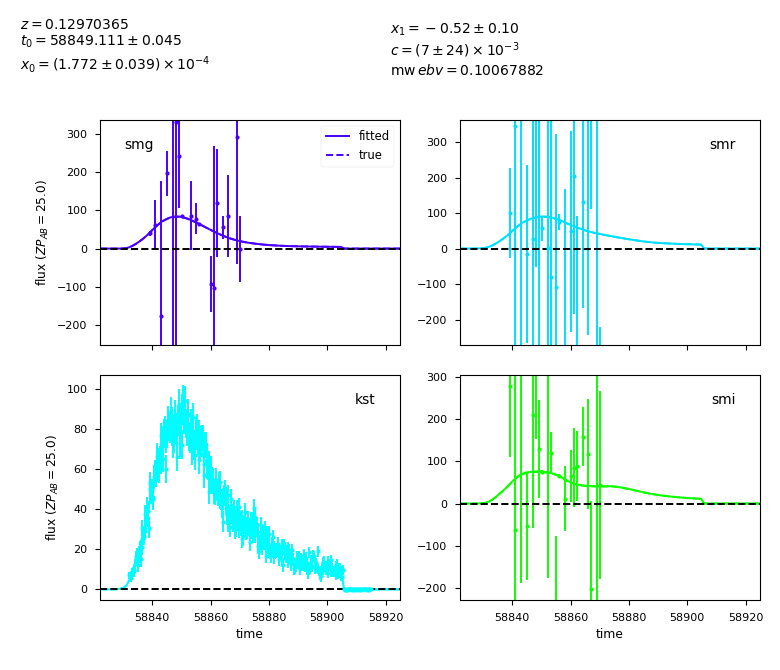 z = 0.12970365
t₀ = 58849.111 ± 0.045
x₀ = (1.772 ± 0.039) × 10⁻⁴
x₁ = −0.52 ± 0.10
c = (7 ± 24) × 10⁻³
mw ebv = 0.10067882
smg
fitted
true
300
200
100
0
−100
−200
flux (ZP_AB = 25.0)
smr
300
200
100
0
−100
−200
kst
100
80
60
40
20
0
flux (ZP_AB = 25.0)
58840 58860 58880 58900 58920
time
smi
300
200
100
0
−100
−200
58840 58860 58880 58900 58920
time